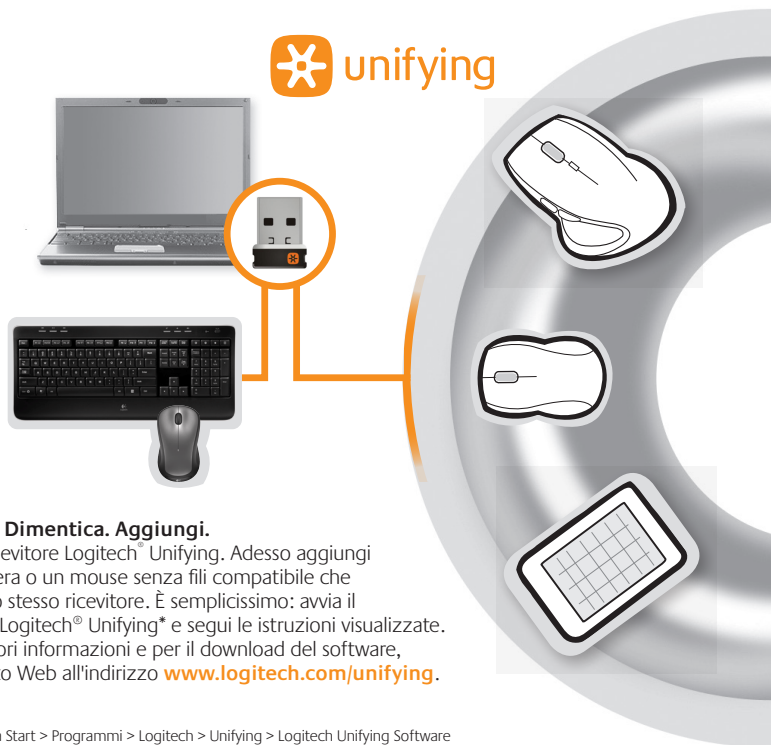 unifying
Dimentica. Aggiungi.
evitore Logitech® Unifying. Adesso aggiungi
era o un mouse senza fili compatibile che
o stesso ricevitore. È semplicissimo: avvia il
Logitech® Unifying* e segui le istruzioni visualizzate.
ori informazioni e per il download del software,
o Web all'indirizzo www.logitech.com/unifying.
Start > Programmi > Logitech > Unifying > Logitech Unifying Software